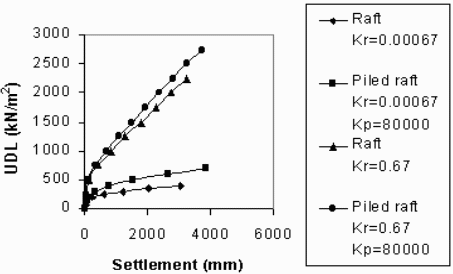 3000
2500
2000
1500
1000
500
0
UDL (kN/m²)
0
2000
4000
6000
Settlement (mm)
Raft
Kr=0.00067
Piled raft
Kr=0.00067
Kp=80000
Raft
Kr=0.67
Piled raft
Kr=0.67
Kp=80000